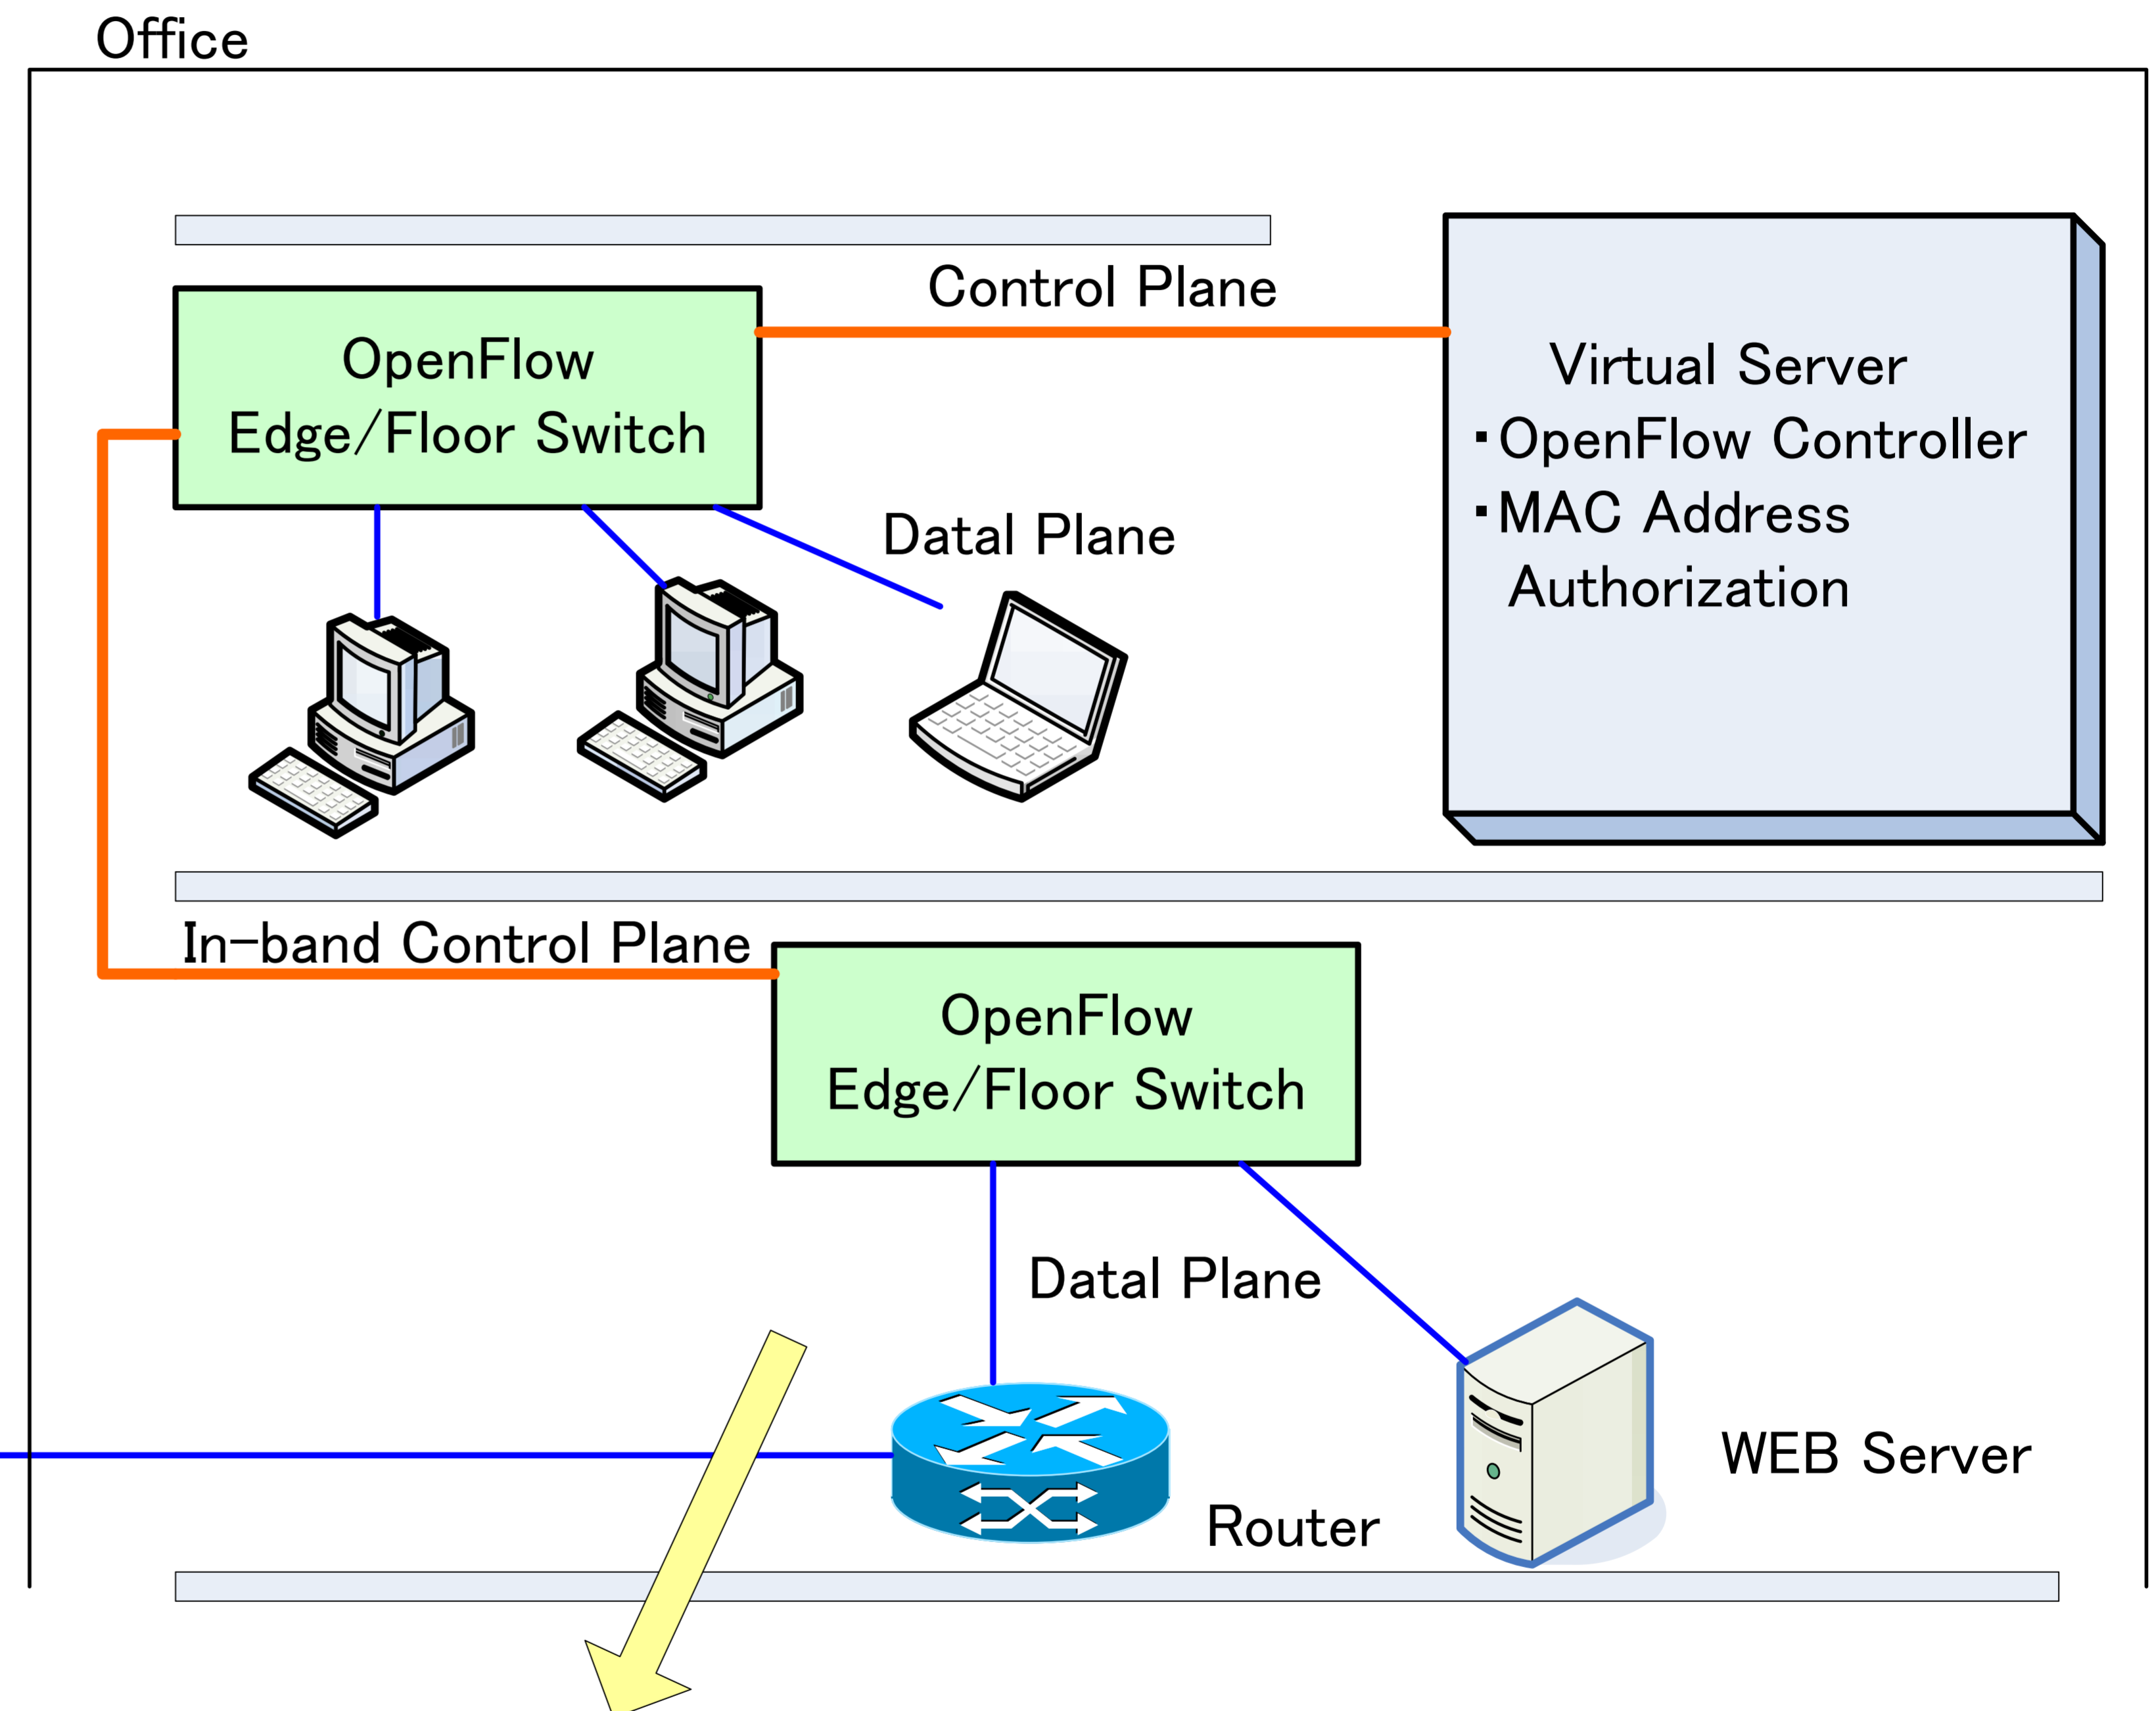 Office
Control Plane
OpenFlow
Edge/Floor Switch
Virtual Server
・OpenFlow Controller
・MAC Address
Authorization
Datal Plane
In-band Control Plane
OpenFlow
Edge/Floor Switch
Datal Plane
WEB Server
Router